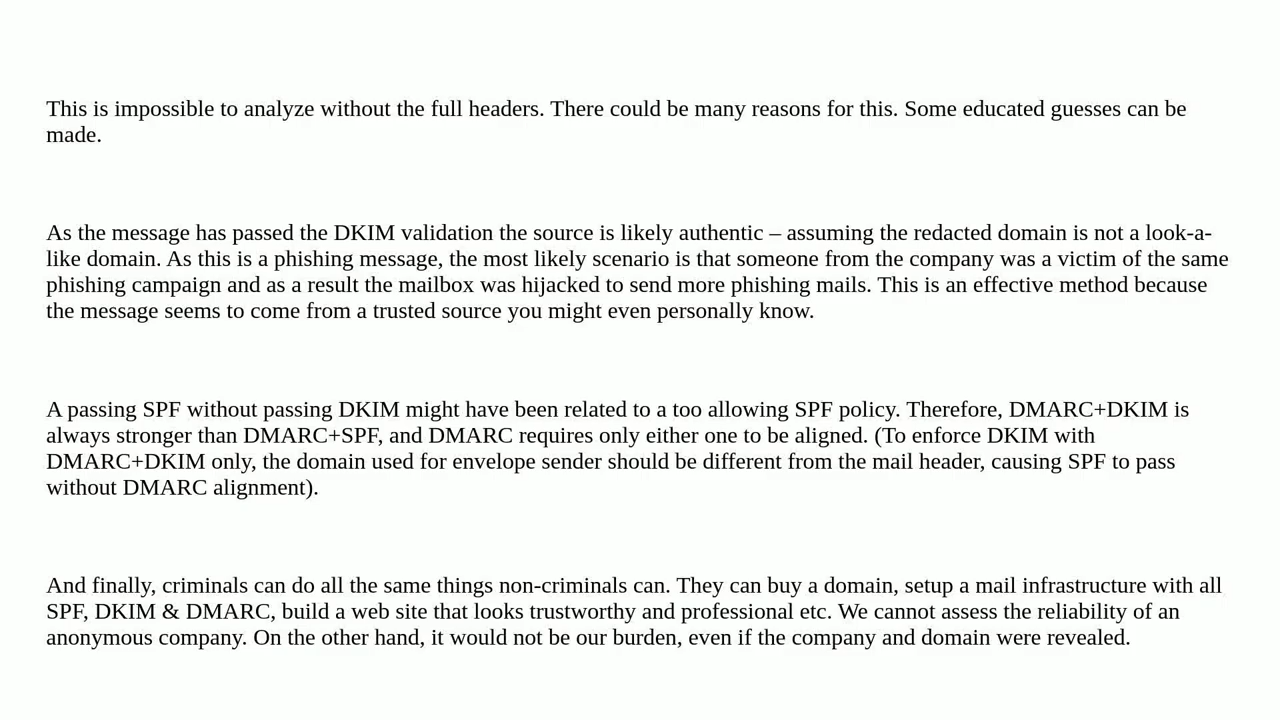 This is impossible to analyze without the full headers. There could be many reasons for this. Some educated guesses can be
made.
As the message has passed the DKIM validation the source is likely authentic – assuming the redacted domain is not a look-a-
like domain. As this is a phishing message, the most likely scenario is that someone from the company was a victim of the same
phishing campaign and as a result the mailbox was hijacked to send more phishing mails. This is an effective method because
the message seems to come from a trusted source you might even personally know.
A passing SPF without passing DKIM might have been related to a too allowing SPF policy. Therefore, DMARC+DKIM is
always stronger than DMARC+SPF, and DMARC requires only either one to be aligned. (To enforce DKIM with
DMARC+DKIM only, the domain used for envelope sender should be different from the mail header, causing SPF to pass
without DMARC alignment).
And finally, criminals can do all the same things non-criminals can. They can buy a domain, setup a mail infrastructure with all
SPF, DKIM & DMARC, build a web site that looks trustworthy and professional etc. We cannot assess the reliability of an
anonymous company. On the other hand, it would not be our burden, even if the company and domain were revealed.